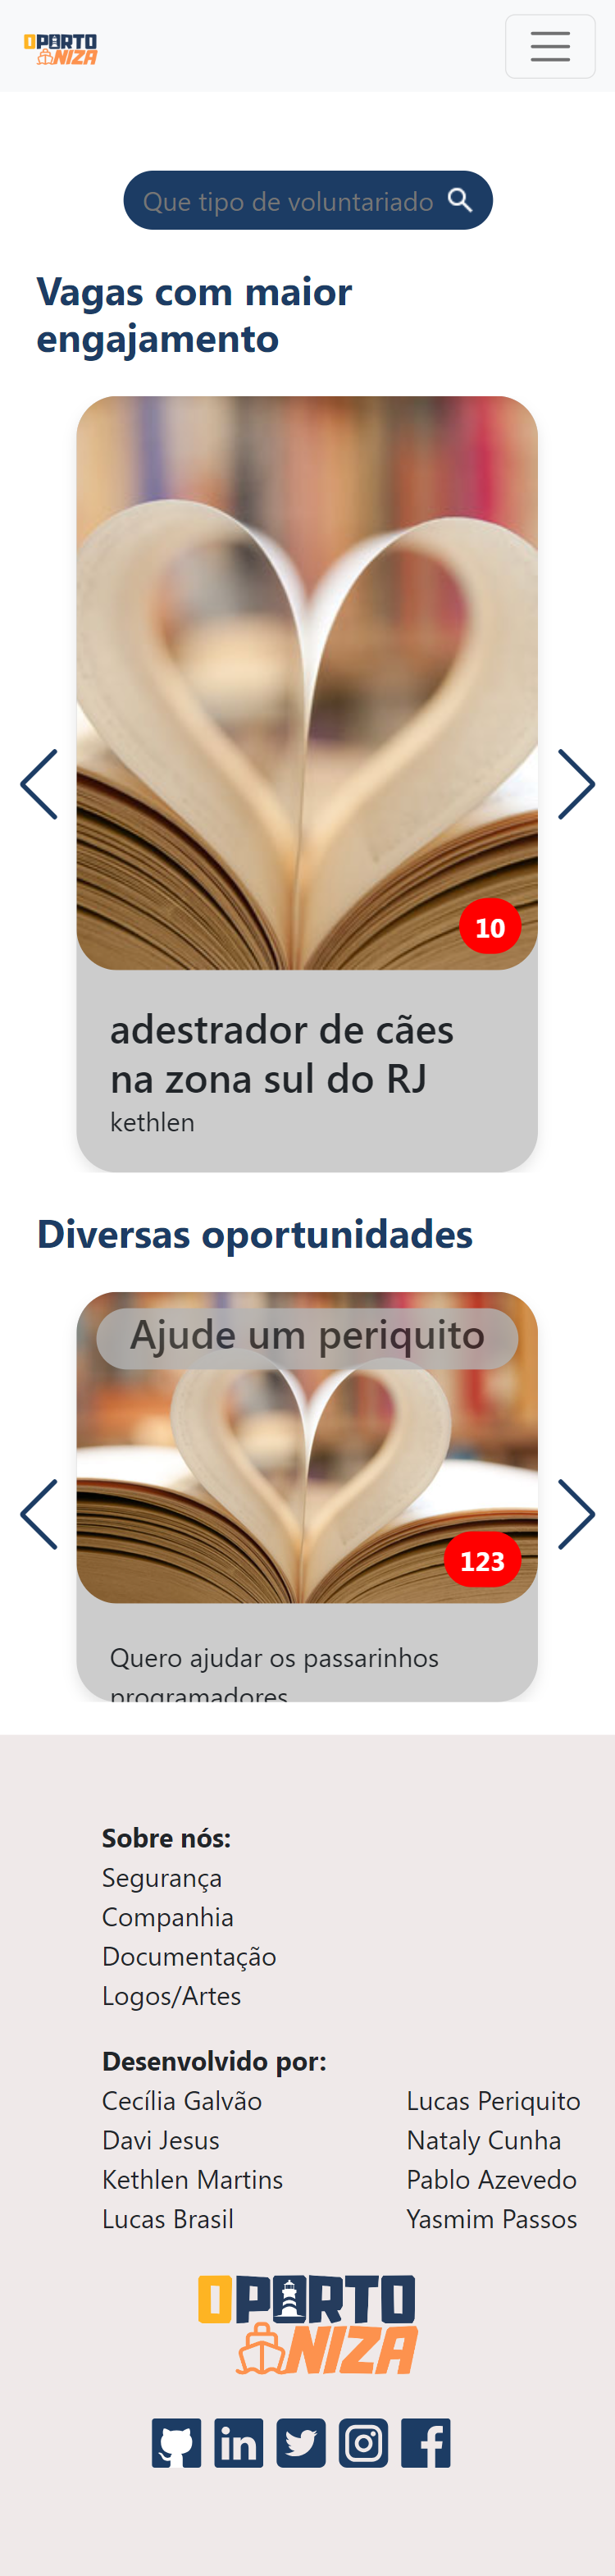 OPORTO
NIZA
Que tipo de voluntariado
Vagas com maior
engajamento
10
adestrador de cães
na zona sul do RJ
kethlen
Diversas oportunidades
Ajude um periquito
123
Quero ajudar os passarinhos
programadores
Sobre nós:
Segurança
Companhia
Documentação
Logos/Artes
Desenvolvido por:
Cecília Galvão
Lucas Periquito
Davi Jesus
Nataly Cunha
Kethlen Martins
Pablo Azevedo
Lucas Brasil
Yasmim Passos
OPORTO
NIZA
in